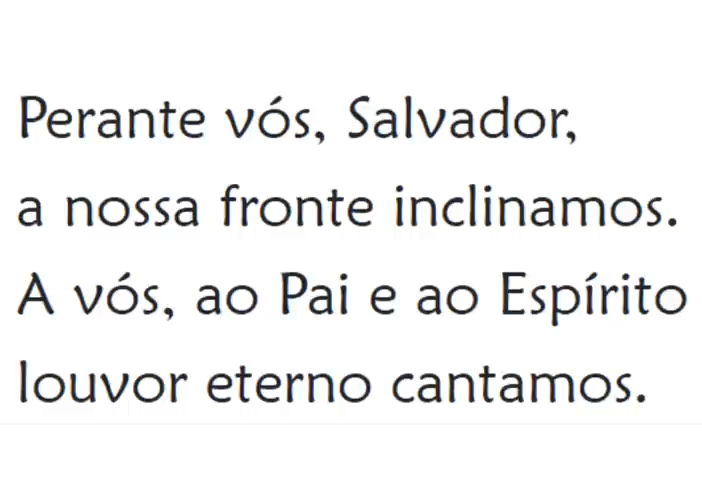 Perante vós, Salvador,
a nossa fronte inclinamos.
A vós, ao Pai e ao Espírito
louvor eterno cantamos.